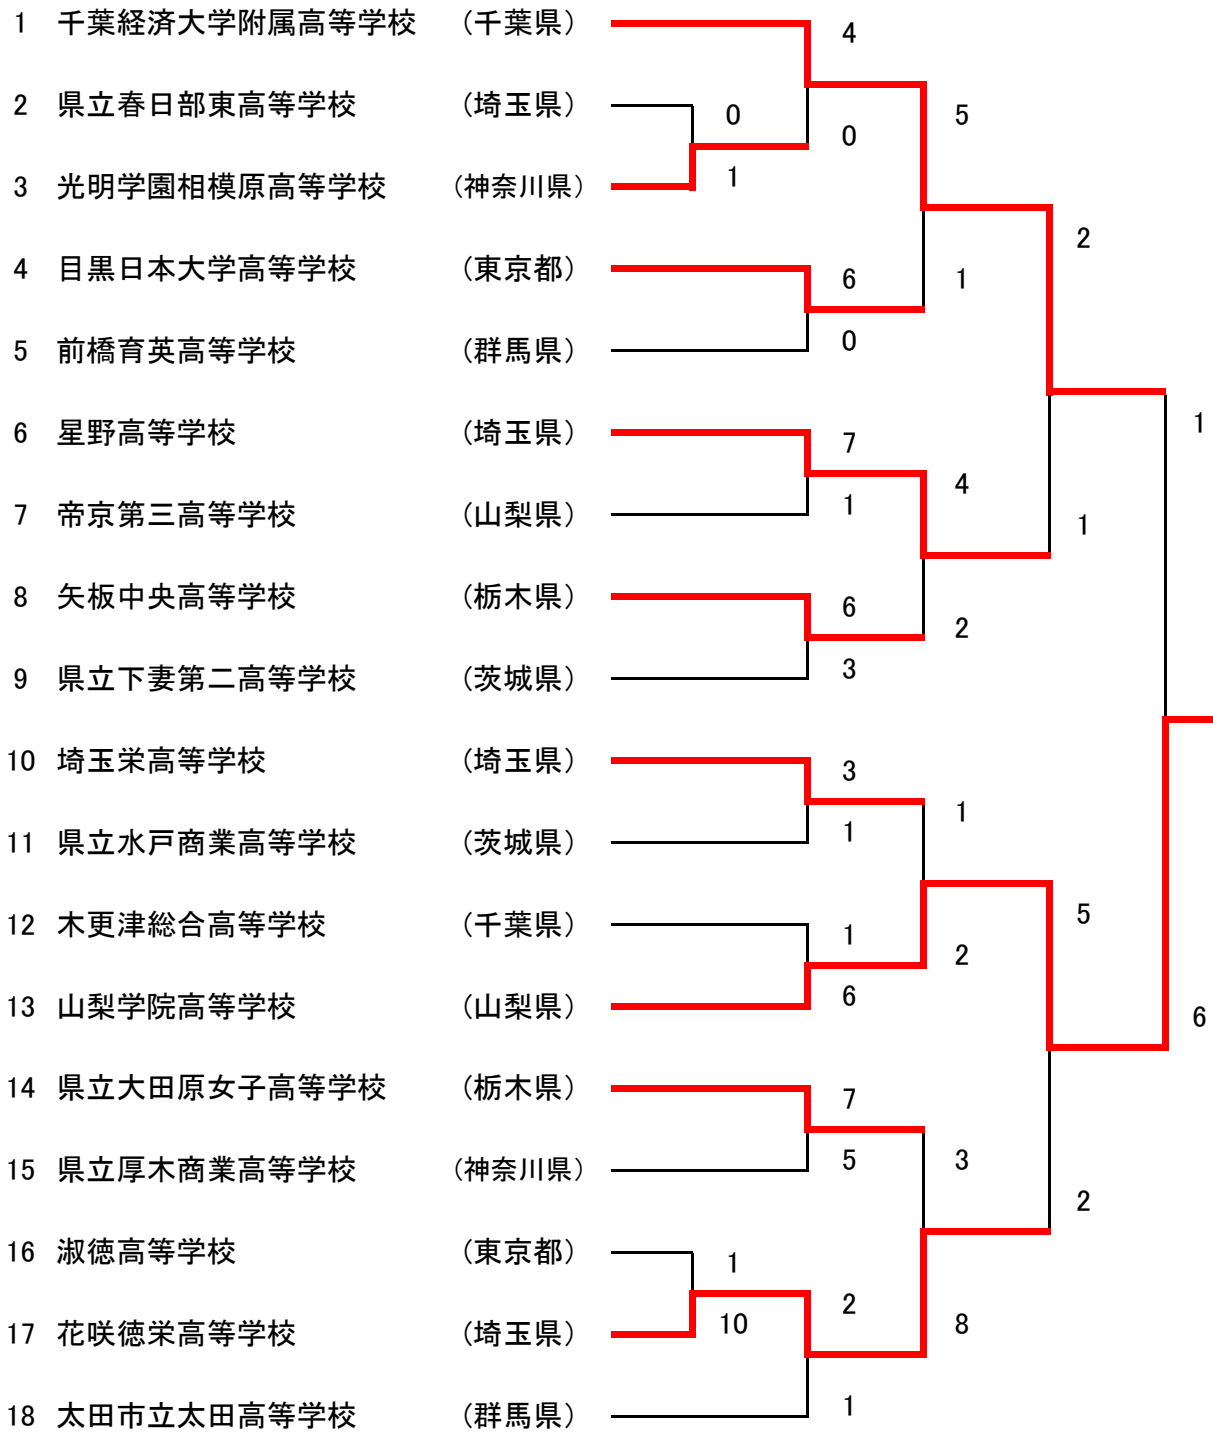 1 千葉経済大学附属高等学校 (千葉県) 4
2 県立春日部東高等学校 (埼玉県) 0 5
0
3 光明学園相模原高等学校 (神奈川県) 1
2
4 目黒日本大学高等学校 (東京都) 6 1
5 前橋育英高等学校 (群馬県) 0
6 星野高等学校 (埼玉県) 7 1
4
7 帝京第三高等学校 (山梨県) 1 1
8 矢板中央高等学校 (栃木県) 6 2
9 県立下妻第二高等学校 (茨城県) 3
10 埼玉栄高等学校 (埼玉県) 3
1
11 県立水戸商業高等学校 (茨城県) 1
12 木更津総合高等学校 (千葉県) 1 5
2
13 山梨学院高等学校 (山梨県) 6 6
14 県立大田原女子高等学校 (栃木県) 7
15 県立厚木商業高等学校 (神奈川県) 5 3
2
16 淑徳高等学校 (東京都) 1
2
17 花咲徳栄高等学校 (埼玉県) 10 8
18 太田市立太田高等学校 (群馬県) 1